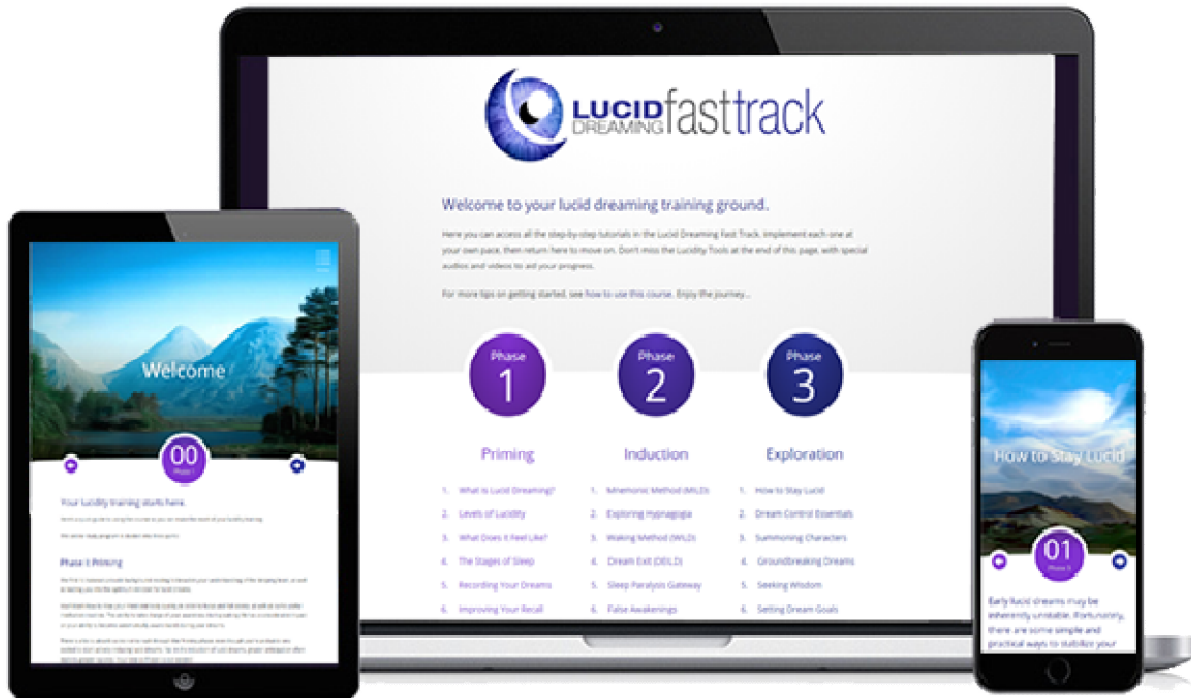 LUCID
DREAMING fasttrack
Welcome to your lucid dreaming training ground.
Here you can access all the step-by-step tutorials in the Lucid Dreaming Fast Track. Implement each one at
your own pace, then return here to move on. Don't miss the Lucidity Tools at the end of this page, with special
audios and videos to aid your progress.
For more tips on getting started, see how to use this course. Enjoy the journey...
Phase
1
Phase
2
Phase
3
Priming
1. What is Lucid Dreaming?
2. Levels of Lucidity
3. What Does it Feel Like?
4. The Stages of Sleep
5. Recording Your Dreams
6. Improving Your Recall
Induction
1. Mnemonic Method (MILD)
2. Exploring Hypnagogia
3. Waking Method (WILD)
4. Dream Exit (DEILD)
5. Sleep Paralysis Gateway
6. False Awakenings
Exploration
1. How to Stay Lucid
2. Dream Control Essentials
3. Summoning Characters
4. Groundbreaking Dreams
5. Seeking Wisdom
6. Setting Dream Goals
Welcome
00
Your lucidity training starts here.
Phase 1: Priming
How to Stay Lucid
01
Early lucid dreams may be
inherently unstable. Fortunately,
there are some simple and
practical ways to stabilize your